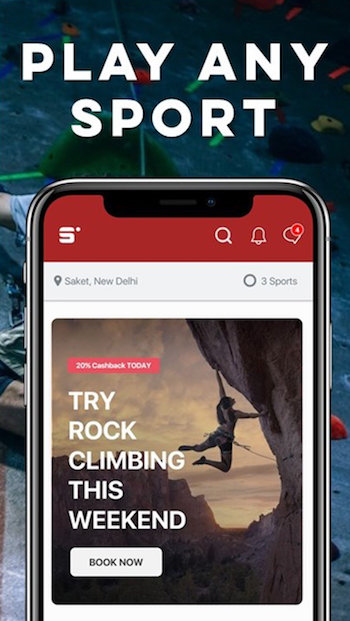 PLAY ANY
SPORT
S
4
Saket, New Delhi
3 Sports
20% Cashback TODAY
TRY
ROCK
CLIMBING
THIS
WEEKEND
BOOK NOW